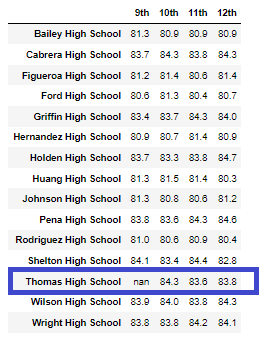 9th 10th 11th 12th
Bailey High School 81.3 80.9 80.9 80.9
Cabrera High School 83.7 84.3 83.8 84.3
Figueroa High School 81.2 81.4 80.6 81.4
Ford High School 80.6 81.3 80.4 80.7
Griffin High School 83.4 83.7 84.3 84.0
Hernandez High School 80.9 80.7 81.4 80.9
Holden High School 83.7 83.3 83.8 84.7
Huang High School 81.3 81.5 81.4 80.3
Johnson High School 81.3 80.8 80.6 81.2
Pena High School 83.8 83.6 84.3 84.6
Rodriguez High School 81.0 80.6 80.9 80.4
Shelton High School 84.1 83.4 84.4 82.8
Thomas High School nan 84.3 83.6 83.8
Wilson High School 83.9 84.0 83.8 84.3
Wright High School 83.8 83.8 84.2 84.1